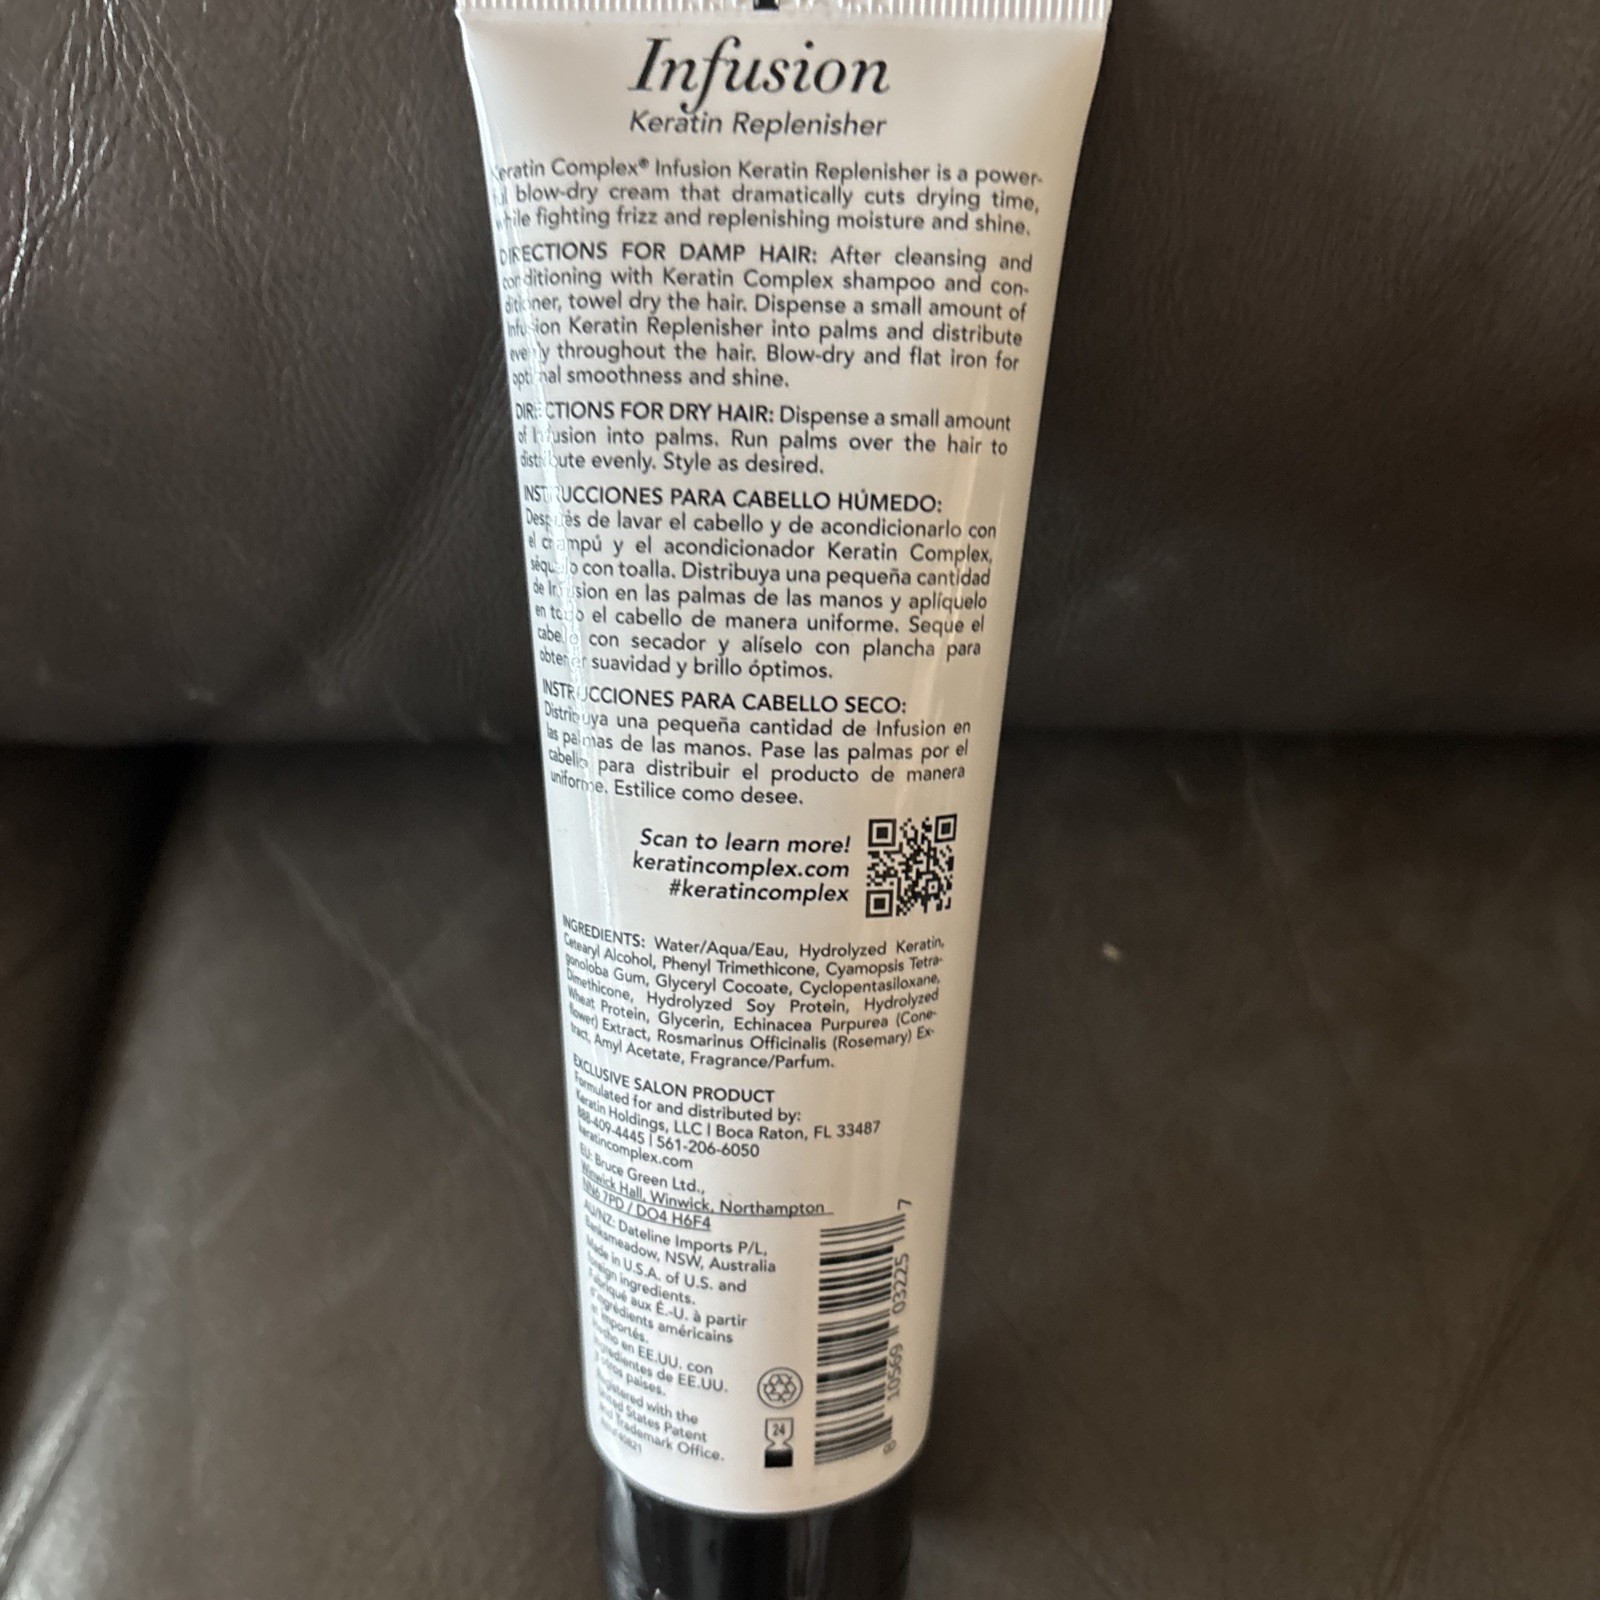 Infusion
Keratin Replenisher
Keratin Complex® Infusion Keratin Replenisher is a power-
ful blow-dry cream that dramatically cuts drying time,
while fighting frizz and replenishing moisture and shine.
DIRECTIONS FOR DAMP HAIR: After cleansing and
conditioning with Keratin Complex shampoo and con-
ditioner, towel dry the hair. Dispense a small amount of
Infusion Keratin Replenisher into palms and distribute
evenly throughout the hair. Blow-dry and flat iron for
optimal smoothness and shine.
DIRECTIONS FOR DRY HAIR: Dispense a small amount
of Infusion into palms. Run palms over the hair to
distribute evenly. Style as desired.
INSTRUCCIONES PARA CABELLO HÚMEDO:
Después de lavar el cabello y de acondicionarlo con
el champú y el acondicionador Keratin Complex,
séquelo con toalla. Distribuya una pequeña cantidad
de Infusion en las palmas de las manos y aplíquelo
en todo el cabello de manera uniforme. Seque el
cabello con secador y alíselo con plancha para
obtener suavidad y brillo óptimos.
INSTRUCCIONES PARA CABELLO SECO:
Distribuya una pequeña cantidad de Infusion en
las palmas de las manos. Pase las palmas por el
cabello para distribuir el producto de manera
uniforme. Estilice como desee.
Scan to learn more!
keratincomplex.com
#keratincomplex
INGREDIENTS: Water/Aqua/Eau, Hydrolyzed Keratin,
Cetearyl Alcohol, Phenyl Trimethicone, Cyamopsis Tetra-
gonoloba Gum, Glyceryl Cocoate, Cyclopentasiloxane,
Dimethicone, Hydrolyzed Soy Protein, Hydrolyzed
Wheat Protein, Glycerin, Echinacea Purpurea (Cone-
flower) Extract, Rosmarinus Officinalis (Rosemary) Ex-
tract, Amyl Acetate, Fragrance/Parfum.
EXCLUSIVE SALON PRODUCT
Formulated for and distributed by:
Keratin Holdings, LLC | Boca Raton, FL 33487
888-409-4445 | 561-206-6050
keratincomplex.com
EU: Bruce Green Ltd.,
Winwick Hall, Winwick, Northampton
NN6 7PD / DO4 H6F4
AU/NZ: Dateline Imports P/L,
Banksmeadow, NSW, Australia
Made in U.S.A. of U.S. and
foreign ingredients.
Fabriqué aux É.-U. à partir
d'ingrédients américains
et importés.
Hecho en EE.UU. con
ingredientes de EE.UU.
y otros países.
Registered with the
United States Patent
and Trademark Office.
24
8 10569 03225 7